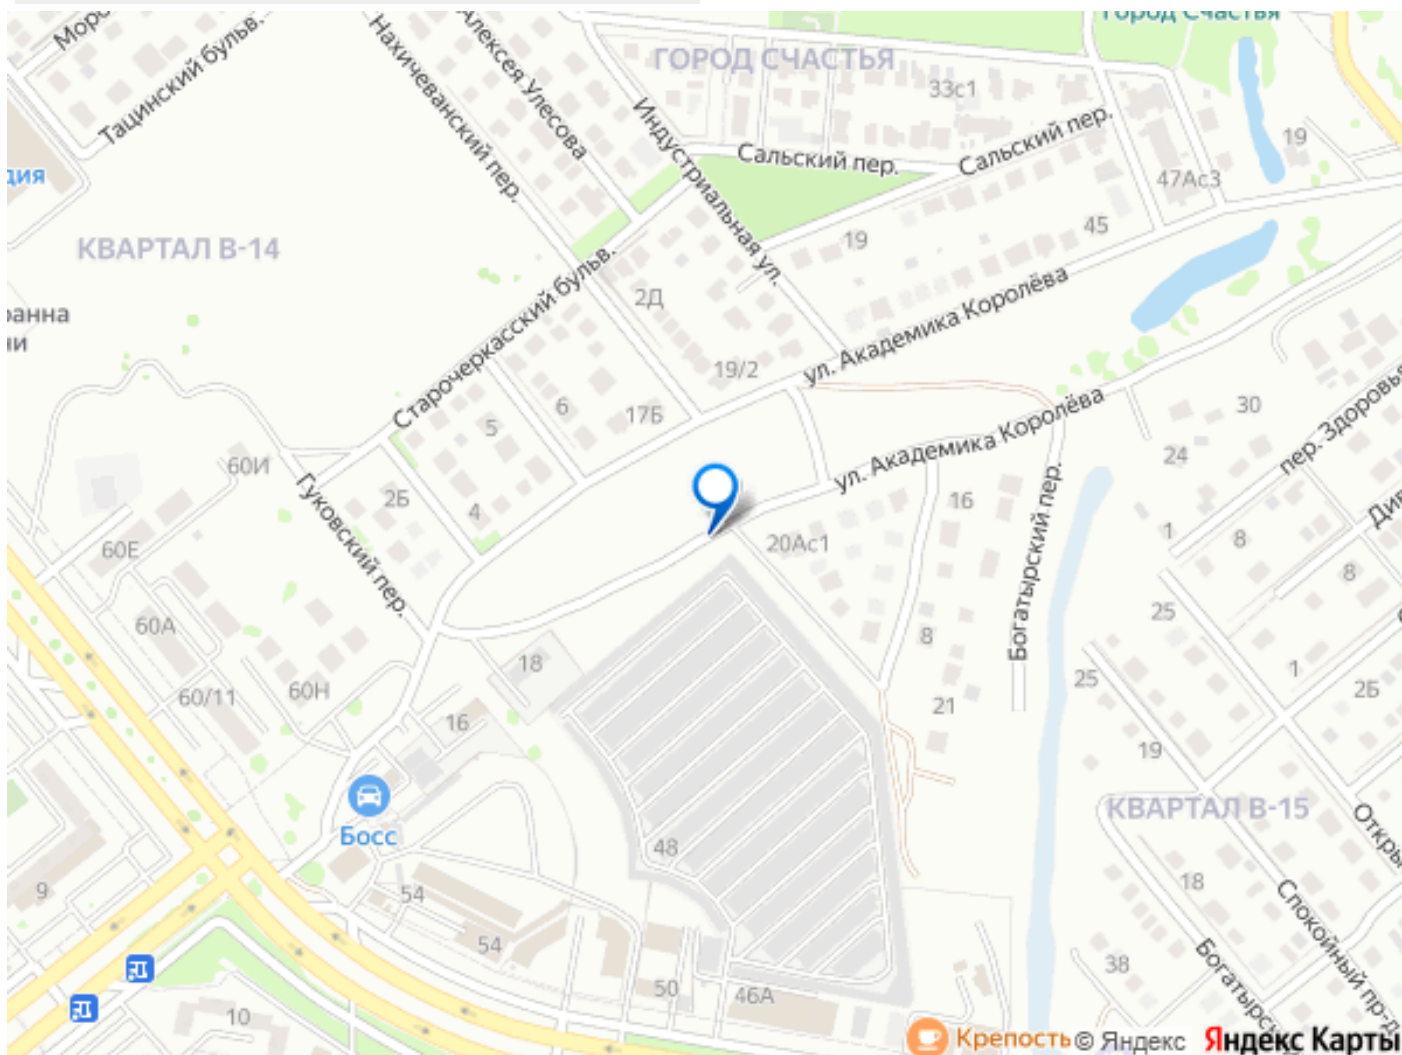 Город Счастья
Тацинский бульв.
Нахичеванский пер.
Алексея Улесова
ГОРОД СЧАСТЬЯ
33с1
Индустриальная ул.
Сальский пер.
Сальский пер.
19
47Ас3
КВАРТАЛ В-14
19
45
2Д
Старочеркасский бульв.
ул. Академика Королёва
19/2
6
17Б
5
ул. Академика Королёва
30
пер. Здоровья
24
60И
2Б
4
16
1
8
60Е
Гуковский пер.
20Ас1
Богатырский пер.
8
60А
25
8
18
1
60/11
60Н
25
2Б
16
21
19
КВАРТАЛ В-15
Босс
48
9
54
18
Спокойный пр-д
54
38
50
46А
10
Крепость
© Яндекс
Яндекс Карты